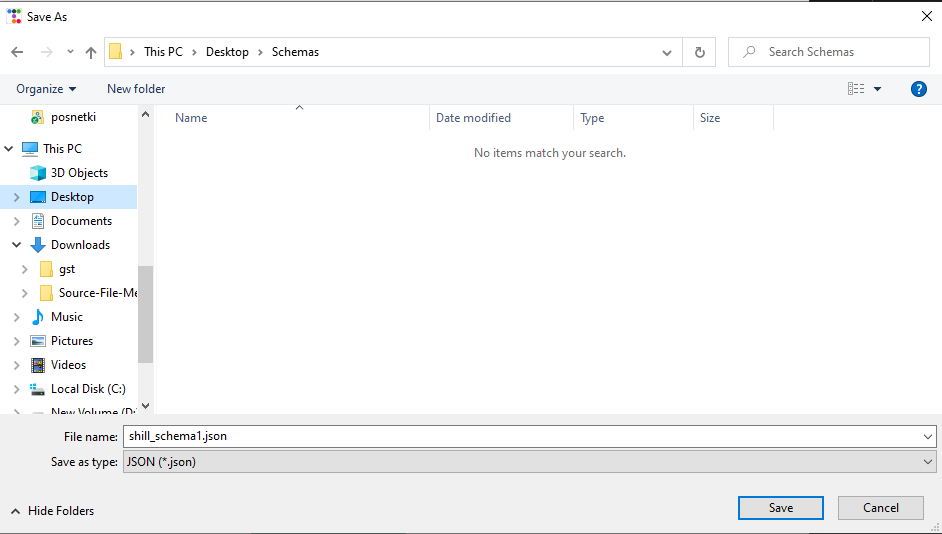 Save As
This PC > Desktop > Schemas
Search Schemas
Organize
New folder
posnetki
This PC
3D Objects
Desktop
Documents
Downloads
gst
Source-File-Me
Music
Pictures
Videos
Local Disk (C:)
New Volume (D:
Name
Date modified
Type
Size
No items match your search.
File name: shill_schema1.json
Save as type: JSON (*.json)
Hide Folders
Save
Cancel